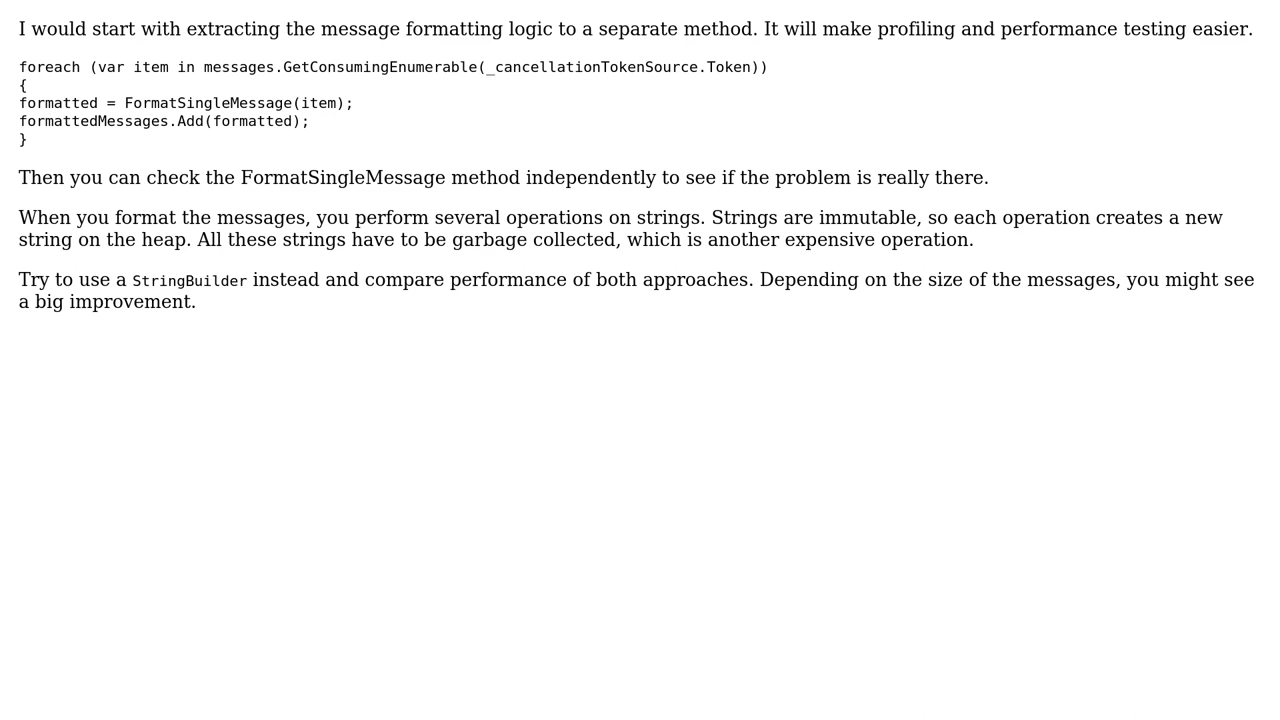 I would start with extracting the message formatting logic to a separate method. It will make profiling and performance testing easier.
foreach (var item in messages.GetConsumingEnumerable(_cancellationTokenSource.Token))
{
formatted = FormatSingleMessage(item);
formattedMessages.Add(formatted);
}
Then you can check the FormatSingleMessage method independently to see if the problem is really there.
When you format the messages, you perform several operations on strings. Strings are immutable, so each operation creates a new
string on the heap. All these strings have to be garbage collected, which is another expensive operation.
Try to use a StringBuilder instead and compare performance of both approaches. Depending on the size of the messages, you might see
a big improvement.